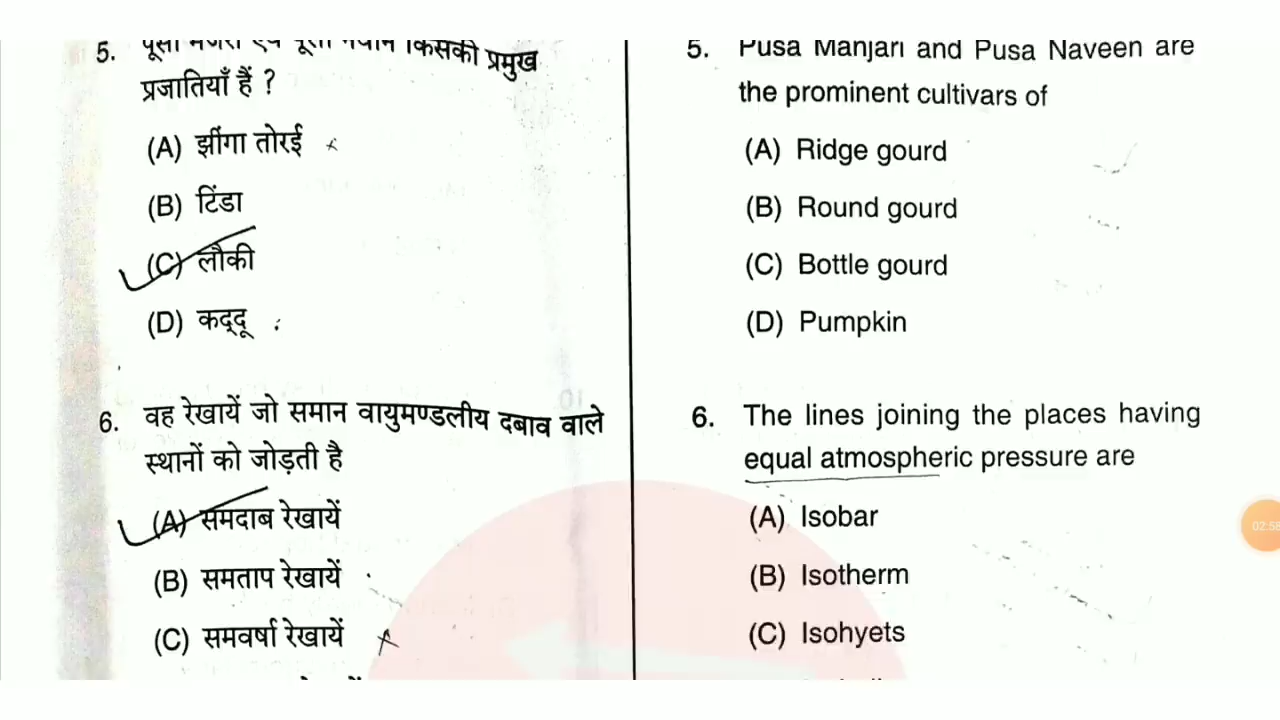 5.
किसकी प्रमुख
प्रजातियाँ हैं ?
(A) झींगा तोरई
(B) टिंडा
(C) लौकी
(D) कद्दू
6. वह रेखायें जो समान वायुमण्डलीय दबाव वाले
स्थानों को जोड़ती है
(A) समदाब रेखायें
(B) समताप रेखायें
(C) समवर्षा रेखायें
5. Pusa Manjari and Pusa Naveen are
the prominent cultivars of
(A) Ridge gourd
(B) Round gourd
(C) Bottle gourd
(D) Pumpkin
6. The lines joining the places having
equal atmospheric pressure are
(A) Isobar
(B) Isotherm
(C) Isohyets
02:58